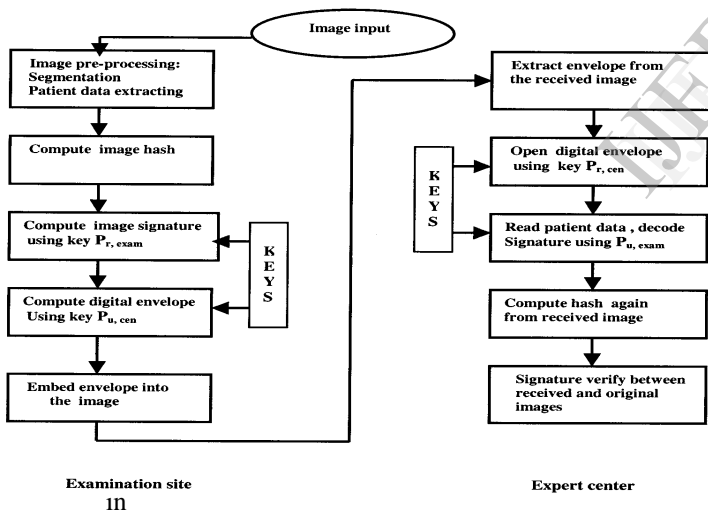 Image input
Image pre-processing:
Segmentation
Patient data extracting
Compute image hash
Compute image signature
using key Pr, exam
Compute digital envelope
Using key Pu, cen
Embed envelope into
the image
K
E
Y
S
Examination site
in
Extract envelope from
the received image
Open digital envelope
using key Pr, cen
Read patient data , decode
Signature using Pu, exam
Compute hash again
from received image
Signature verify between
received and original
images
K
E
Y
S
Expert center